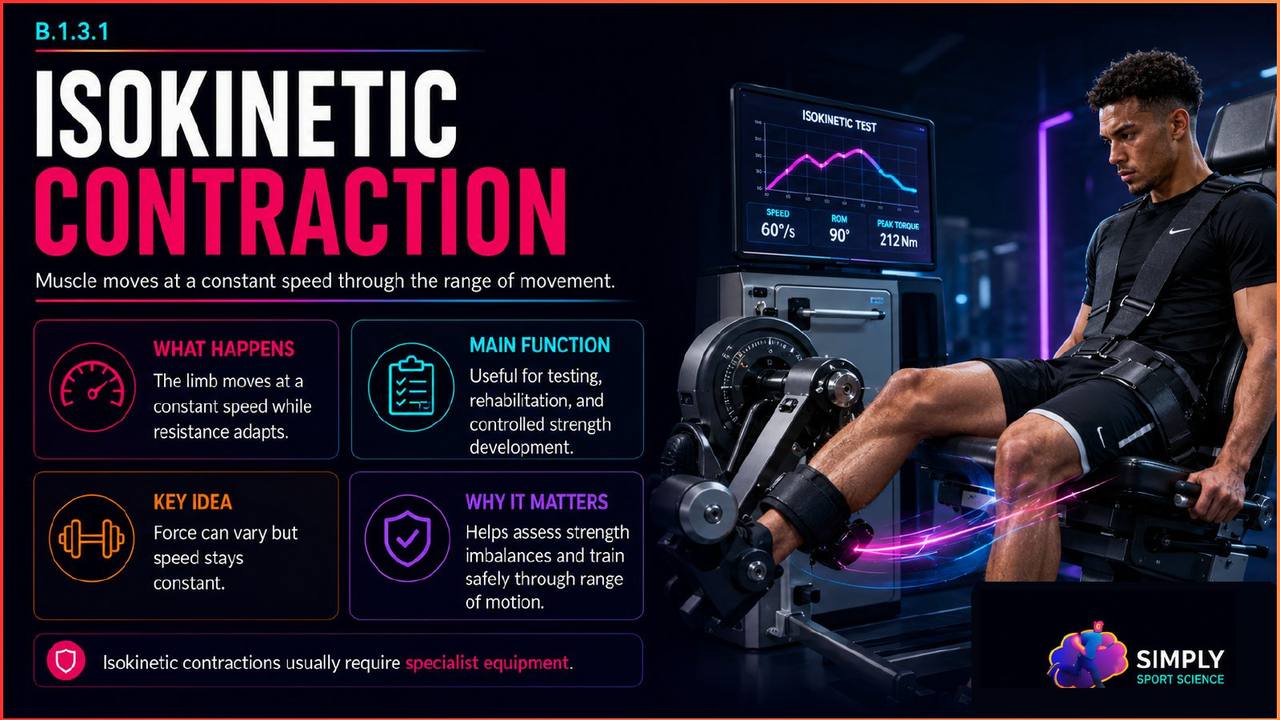 B.1.3.1
ISOKINETIC
CONTRACTION
Muscle moves at a constant speed through the range of movement.
WHAT HAPPENS
The limb moves at a
constant speed while
resistance adapts.
MAIN FUNCTION
Useful for testing,
rehabilitation, and
controlled strength
development.
KEY IDEA
Force can vary but
speed stays
constant.
WHY IT MATTERS
Helps assess strength
imbalances and train
safely through range
of motion.
Isokinetic contractions usually require specialist equipment.
ISOKINETIC TEST
SPEED
60°/s
ROM
90°
PEAK TORQUE
212 Nm
SIMPLY
SPORT SCIENCE